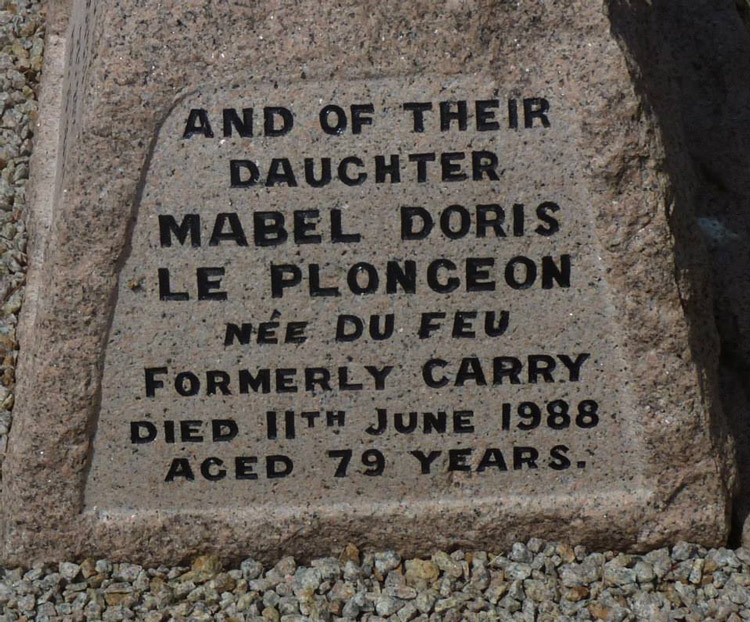 AND OF THEIR
DAUGHTER
MABEL DORIS
LE PLONGEON
NÉE DU FEU
FORMERLY CARRY
DIED 11TH JUNE 1988
AGED 79 YEARS.